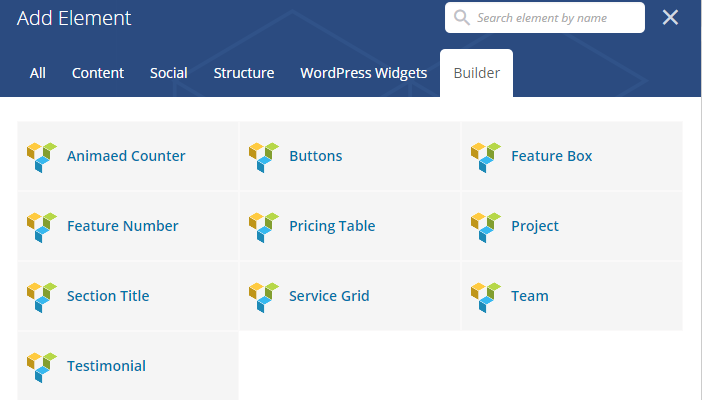 Add Element
Search element by name
All Content Social Structure WordPress Widgets Builder
Animaed Counter Buttons Feature Box
Feature Number Pricing Table Project
Section Title Service Grid Team
Testimonial